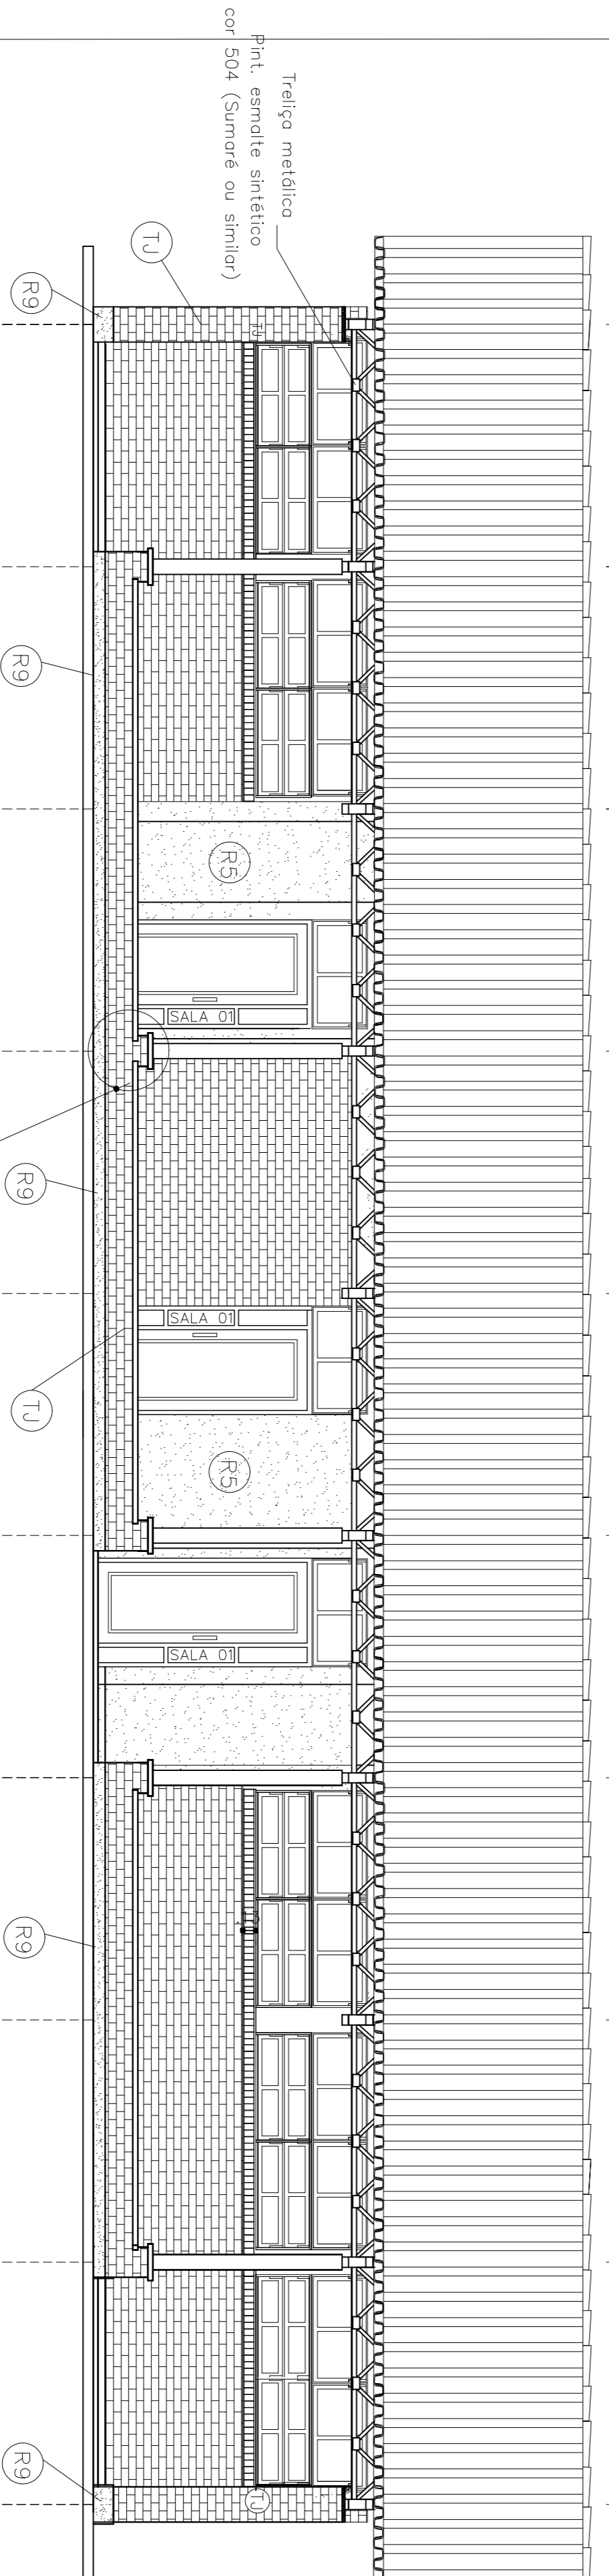 Treliça metálica
Pint. esmalte sintético
cor 504 (Sumaré ou similar)
TJ
R9
TJ
R9
R5
SALA 01
R9
SALA 01
TJ
R5
SALA 01
R9
TJ
R9